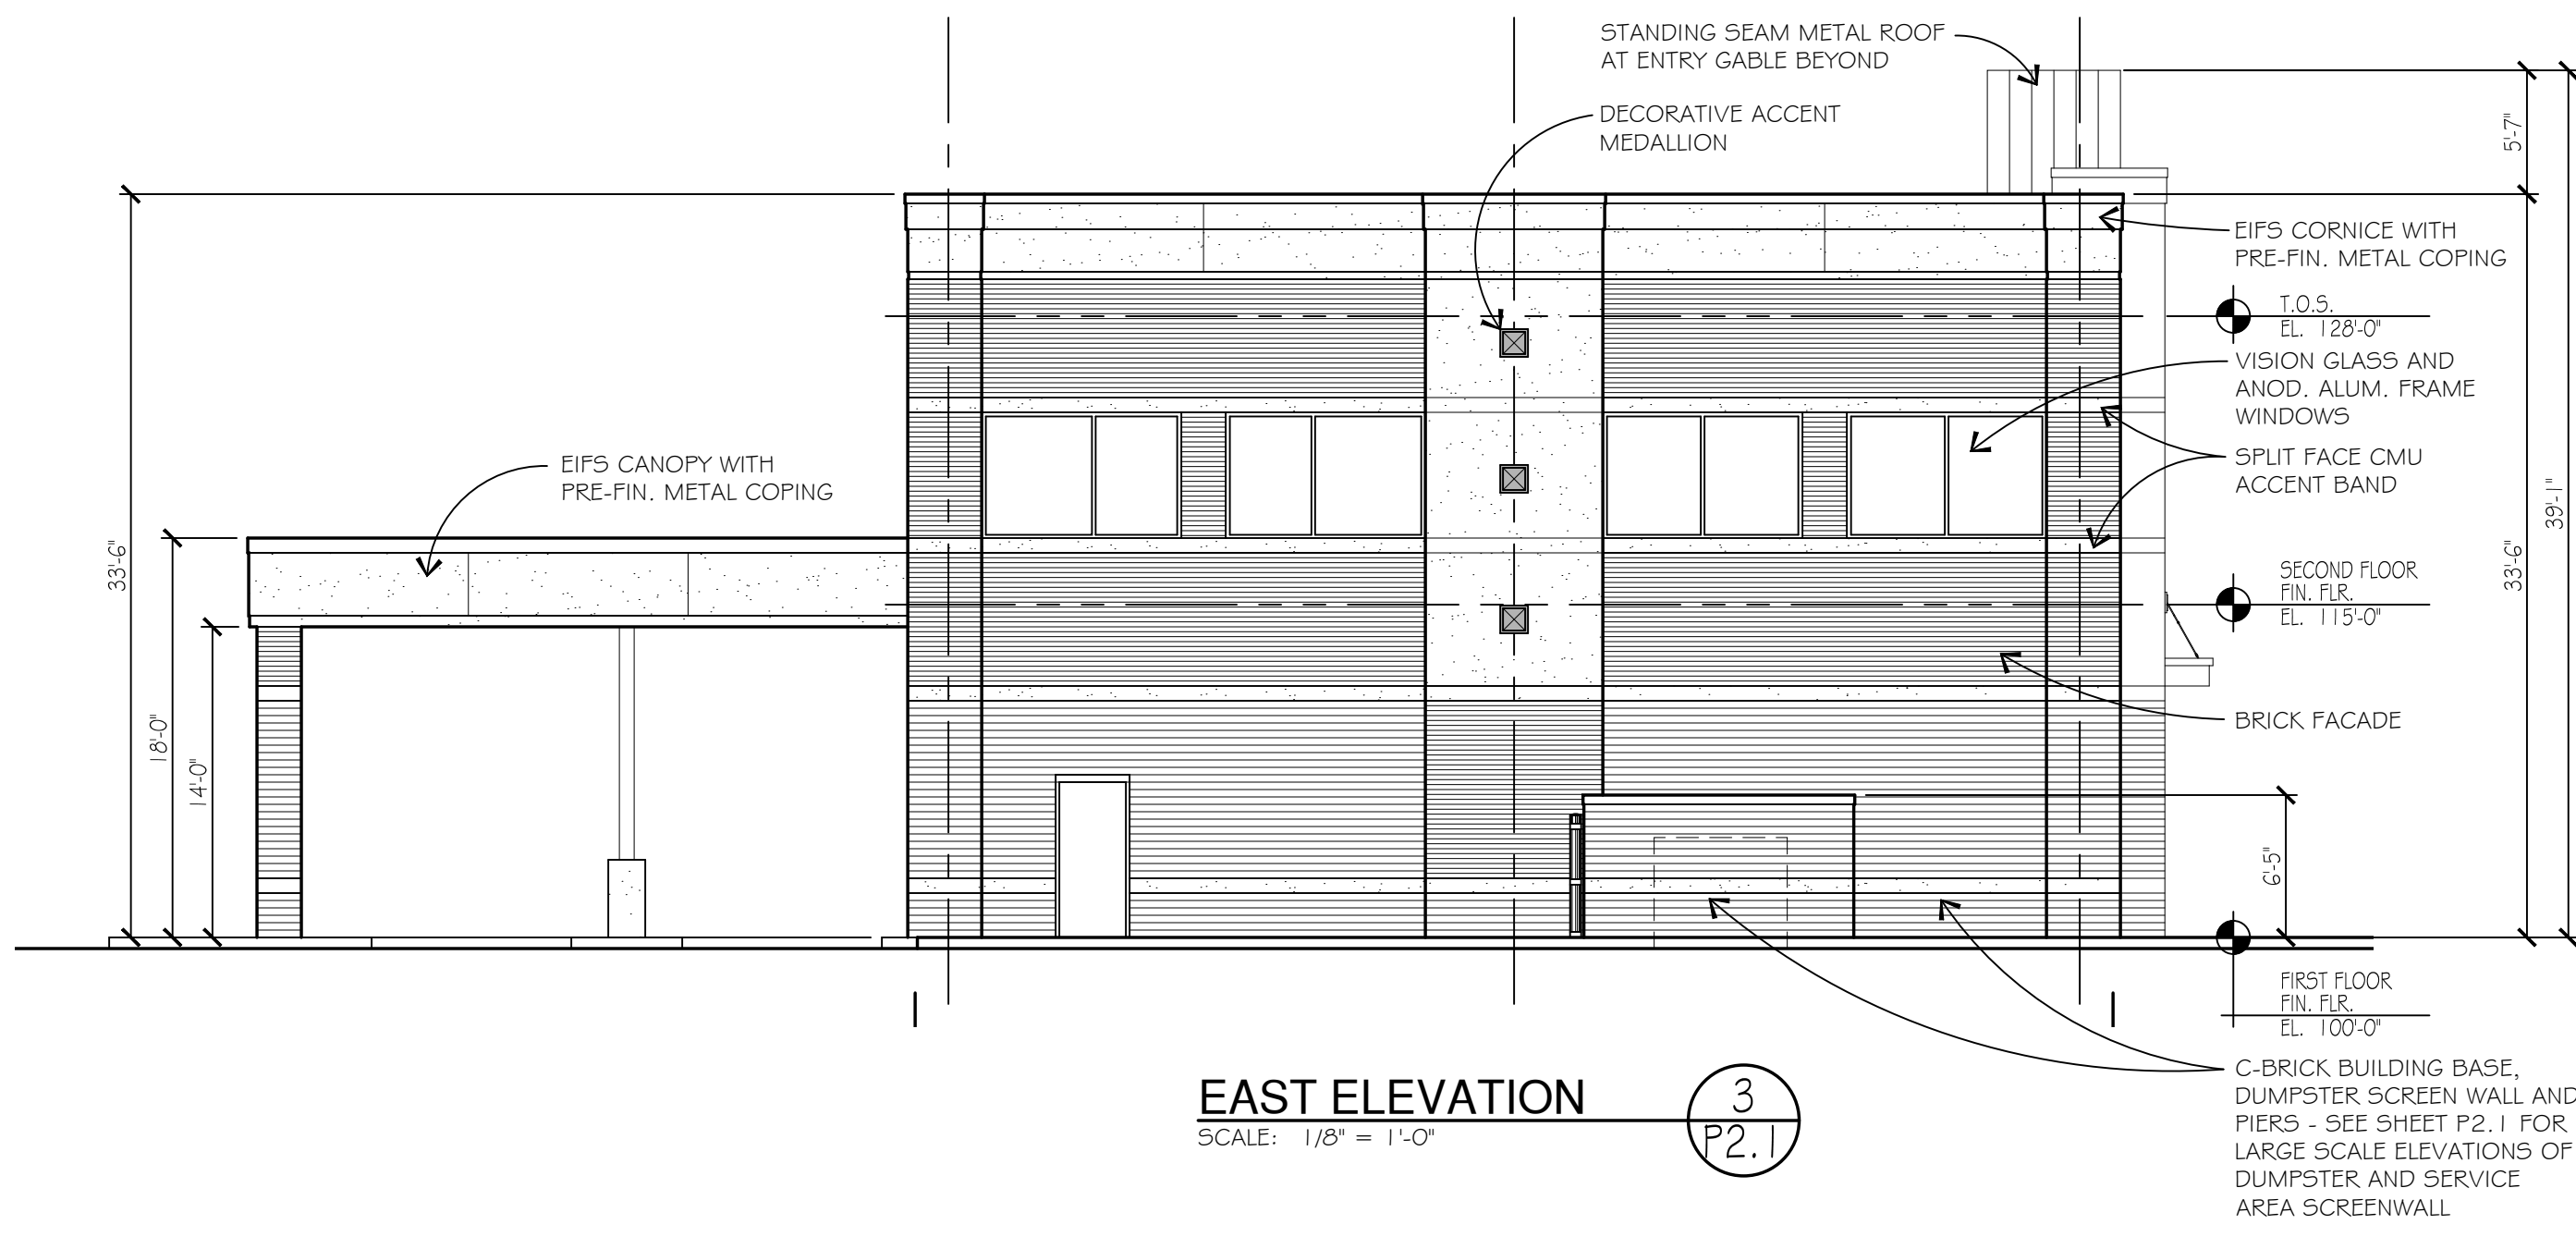 STANDING SEAM METAL ROOF
AT ENTRY GABLE BEYOND
DECORATIVE ACCENT
MEDALLION
5'-7"
EIFS CORNICE WITH
PRE-FIN. METAL COPING
T.O.S.
EL. 128'-0"
VISION GLASS AND
ANOD. ALUM. FRAME
WINDOWS
SPLIT FACE CMU
ACCENT BAND
EIFS CANOPY WITH
PRE-FIN. METAL COPING
39'-1"
33'-6"
33'-6"
SECOND FLOOR
FIN. FLR.
EL. 115'-0"
18'-0"
14'-0"
BRICK FACADE
6'-5"
FIRST FLOOR
FIN. FLR.
EL. 100'-0"
C-BRICK BUILDING BASE,
DUMPSTER SCREEN WALL AND
PIERS - SEE SHEET P2.1 FOR
LARGE SCALE ELEVATIONS OF
DUMPSTER AND SERVICE
AREA SCREENWALL
EAST ELEVATION
SCALE: 1/8" = 1'-0"
3
P2.1